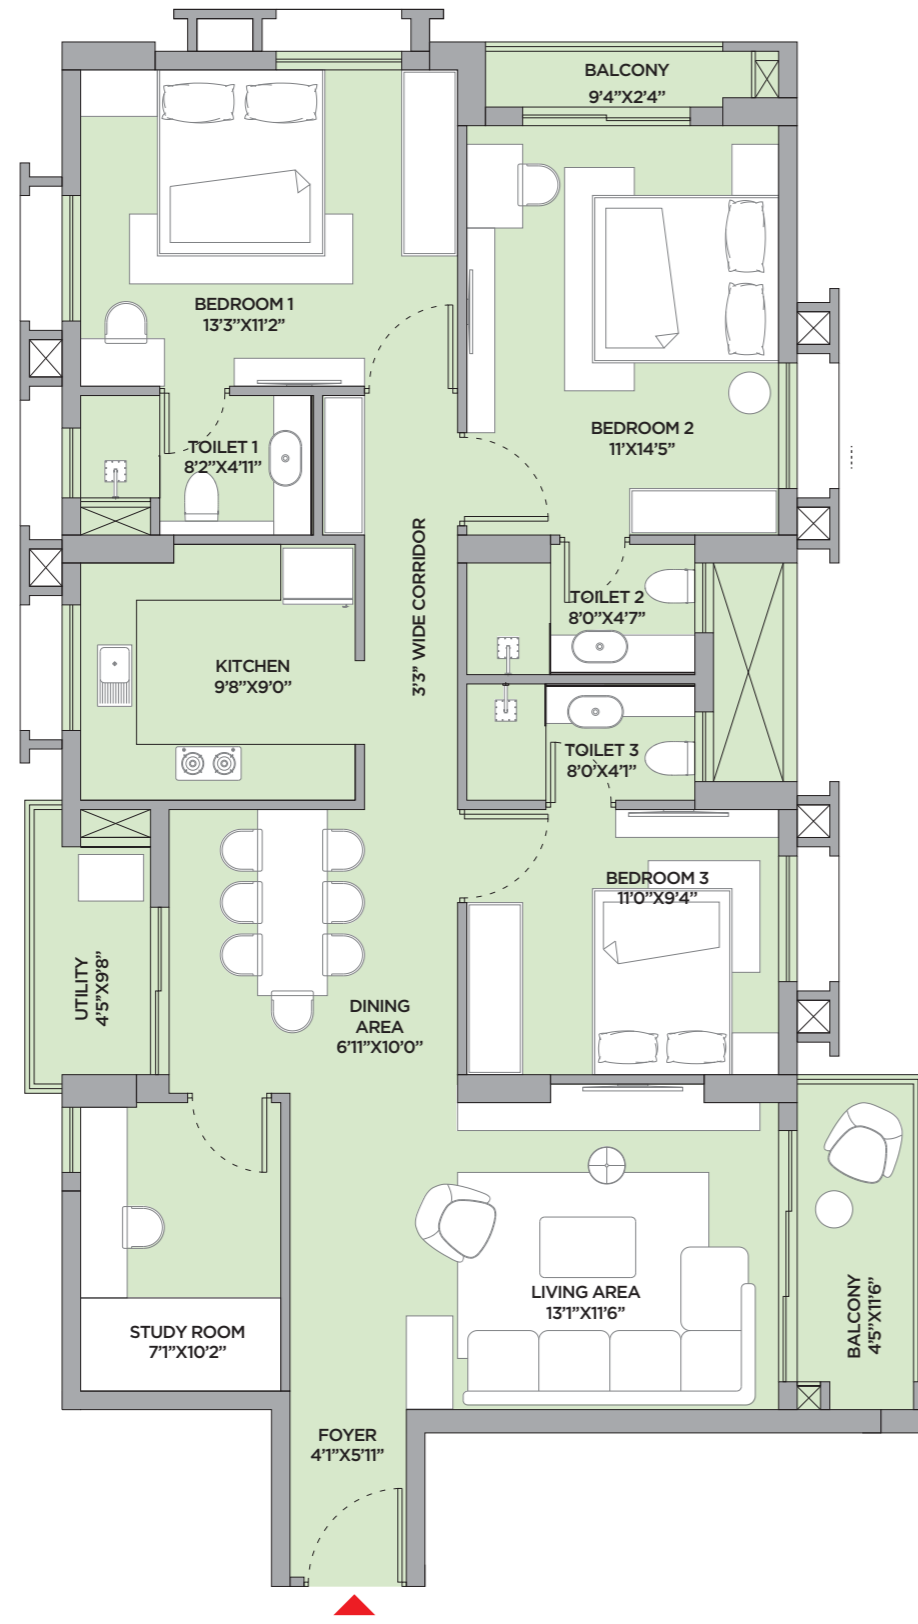 BALCONY
9'4"X2'4"
BEDROOM 1
13'3"X11'2"
BEDROOM 2
11'X14'5"
TOILET 1
8'2"X4'11"
3'3" WIDE CORRIDOR
TOILET 2
8'0"X4'7"
KITCHEN
9'8"X9'0"
TOILET 3
8'0'X4'1"
BEDROOM 3
11'0"X9'4"
UTILITY
4'5"X9'8"
DINING
AREA
6'11"X10'0"
LIVING AREA
13'1"X11'6"
BALCONY
4'5"X11'6"
STUDY ROOM
7'1"X10'2"
FOYER
4'1"X5'11"